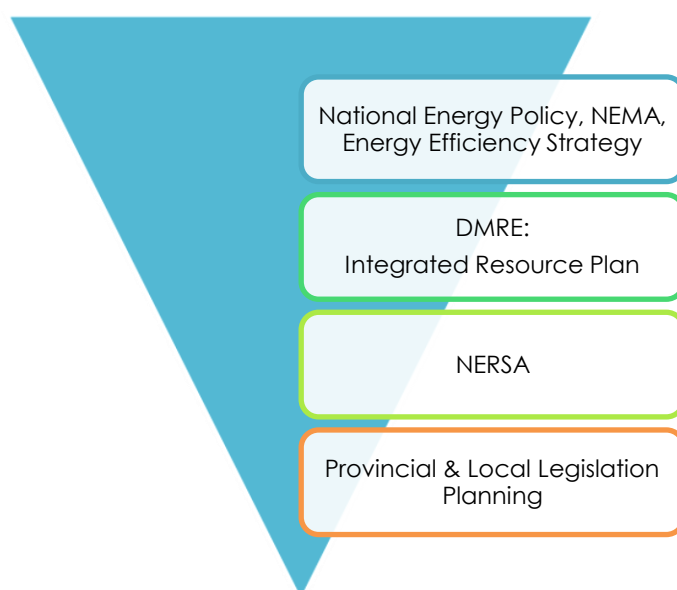 National Energy Policy, NEMA,
Energy Efficiency Strategy
DMRE:
Integrated Resource Plan
NERSA
Provincial & Local Legislation
Planning